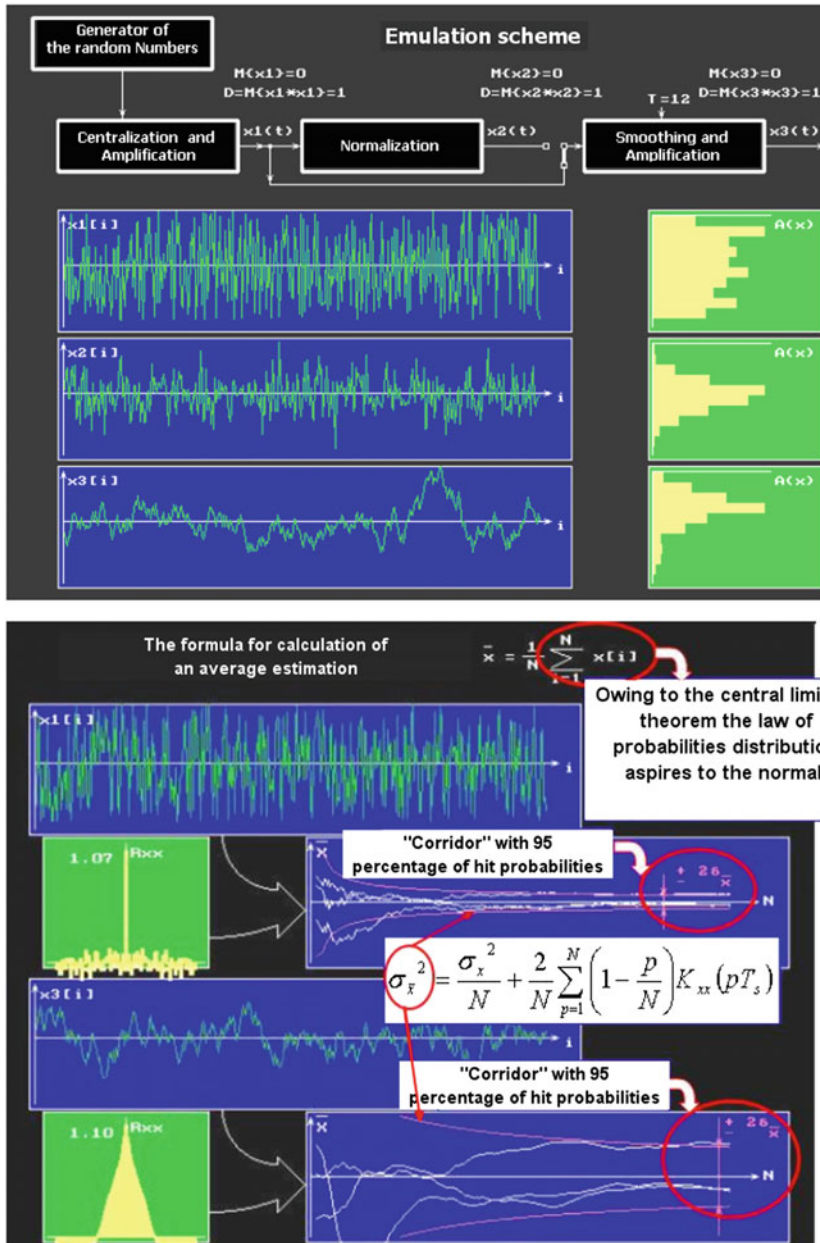 Generator of
the random Numbers
Emulation scheme
M(x1)=0
D=M(x1*x1)=1
M(x2)=0
D=M(x2*x2)=1
M(x3)=0
D=M(x3*x3)=1
T=12
Centralization and
Amplification
x1(t)
Normalization
x2(t)
Smoothing and
Amplification
x3(t)
x1[i]
i
A(x)
x2[i]
i
A(x)
x3[i]
i
A(x)
The formula for calculation of
an average estimation
x̄ = 1/N ∑_{i=1}^{N} x[i]
Owing to the central limi
theorem the law of
probabilities distributio
aspires to the normal
x1[i]
i
1.07 Rxx
"Corridor" with 95
percentage of hit probabilities
x̄
± 2σ_x̄
N
σ_x̄² = σ_x²/N + 2/N ∑_{p=1}^{N} (1 − p/N) K_xx(pT_s)
x3[i]
i
"Corridor" with 95
percentage of hit probabilities
1.10 Rxx
x̄
± 2σ_x̄
N